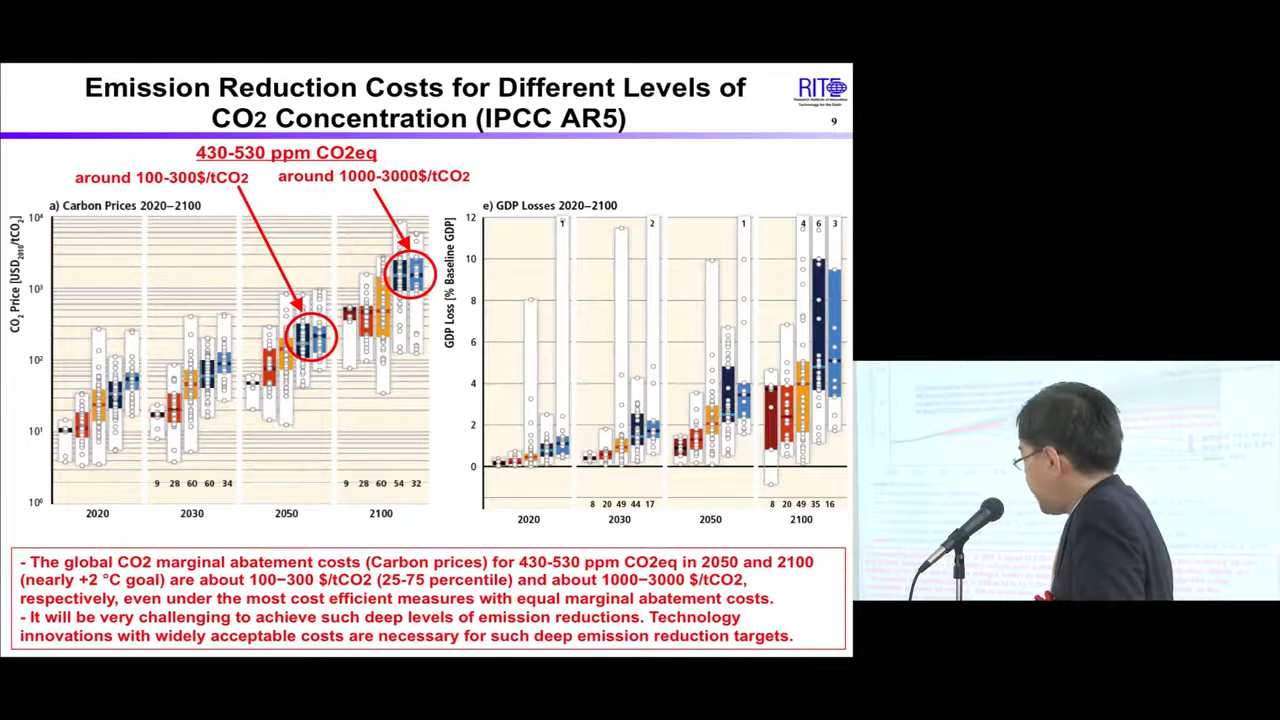 Emission Reduction Costs for Different Levels of
CO2 Concentration (IPCC AR5)
RITE
Research Institute of Innovative
Technology for the Earth
9
430-530 ppm CO2eq
around 100-300$/tCO2
around 1000-3000$/tCO2
a) Carbon Prices 2020–2100
CO2 Price [USD2010/tCO2]
10⁴
10³
10²
10¹
10⁰
9 28 60 60 34
9 28 60 54 32
2020 2030 2050 2100
e) GDP Losses 2020–2100
GDP Loss [% Baseline GDP]
12
10
8
6
4
2
0
1 2 1 4 6 3
8 20 49 44 17
8 20 49 35 16
2020 2030 2050 2100
- The global CO2 marginal abatement costs (Carbon prices) for 430-530 ppm CO2eq in 2050 and 2100
(nearly +2 °C goal) are about 100−300 $/tCO2 (25-75 percentile) and about 1000−3000 $/tCO2,
respectively, even under the most cost efficient measures with equal marginal abatement costs.
- It will be very challenging to achieve such deep levels of emission reductions. Technology
innovations with widely acceptable costs are necessary for such deep emission reduction targets.